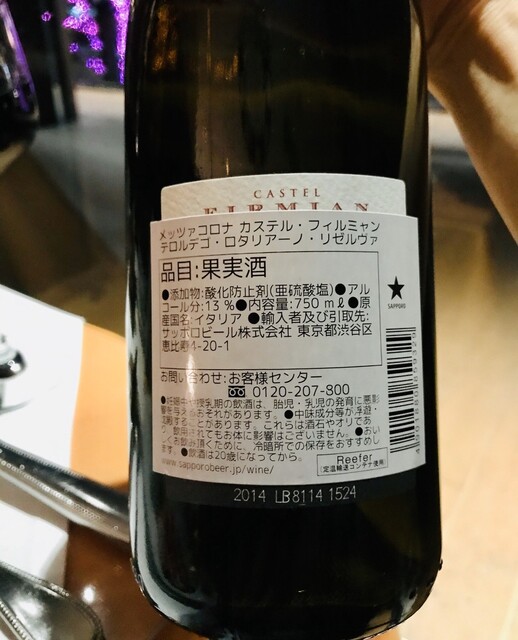 CASTEL
FIRMIAN
メッツァコロナ カステル・フィルミャン
テロルデゴ・ロタリアーノ・リゼルヴァ
品目:果実酒
●添加物:酸化防止剤(亜硫酸塩)●アル
コール分:13%●内容量:750mℓ●原
産国名:イタリア●輸入者及び引取先:
サッポロビール株式会社 東京都渋谷区
恵比寿4-20-1
SAPPORO
お問い合わせ:お客様センター
0120-207-800
●妊娠中や授乳期の飲酒は、胎児・乳児の発育に悪影
響を与えるおそれがあります。●中味成分等が浮遊・
沈殿することがあります。これらは酒石やオリであ
り、飲用されてもお体に影響はございません。●おい
しくお飲み頂くために、冷暗所での保存をおすすめし
ます。●飲酒は20歳になってから。
www.sapporobeer.jp/wine/
Reefer
(定温輸送コンテナ使用)
2014 LB8114 1524